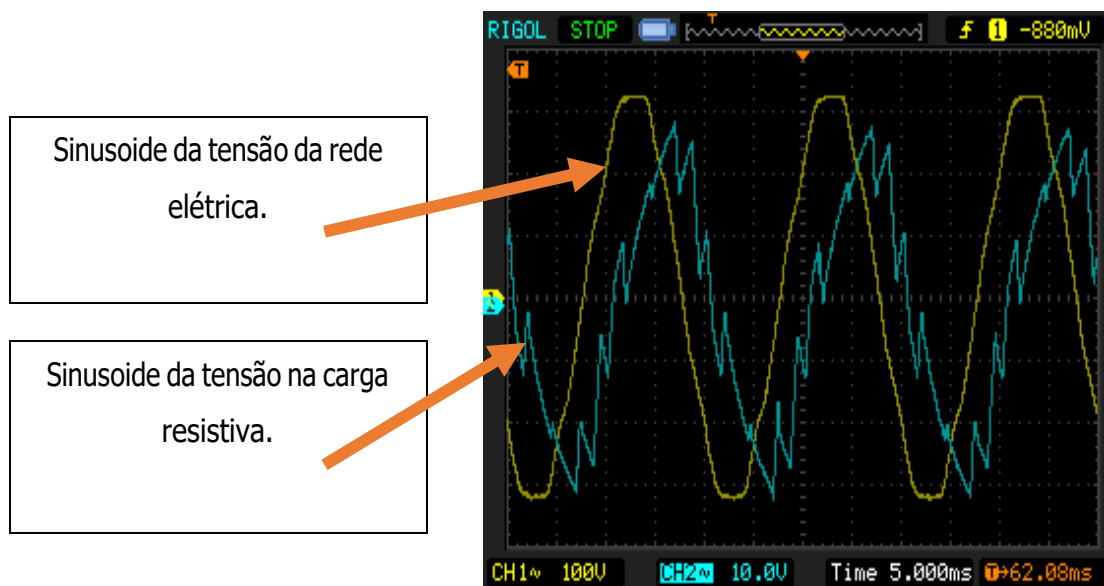 RIGOL STOP T 1 -880mV
T
Sinusoide da tensão da rede
elétrica.
Sinusoide da tensão na carga
resistiva.
CH1~ 100V CH2~ 10.0V Time 5.000ms T→62.08ms